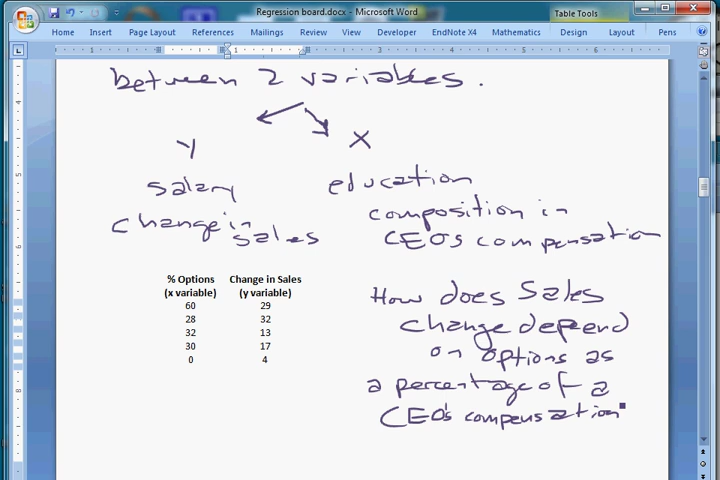 Regression board.docx - Microsoft Word
Table Tools
Home Insert Page Layout References Mailings Review View Developer EndNote X4 Mathematics Design Layout Pens
between 2 variables.
Y X
salary education
change in sales composition in CEO's compensation
% Options Change in Sales
(x variable) (y variable)
60 29
28 32
32 13
30 17
0 4
How does Sales
change depend
on options as
a percentage of a
CEO's compensation